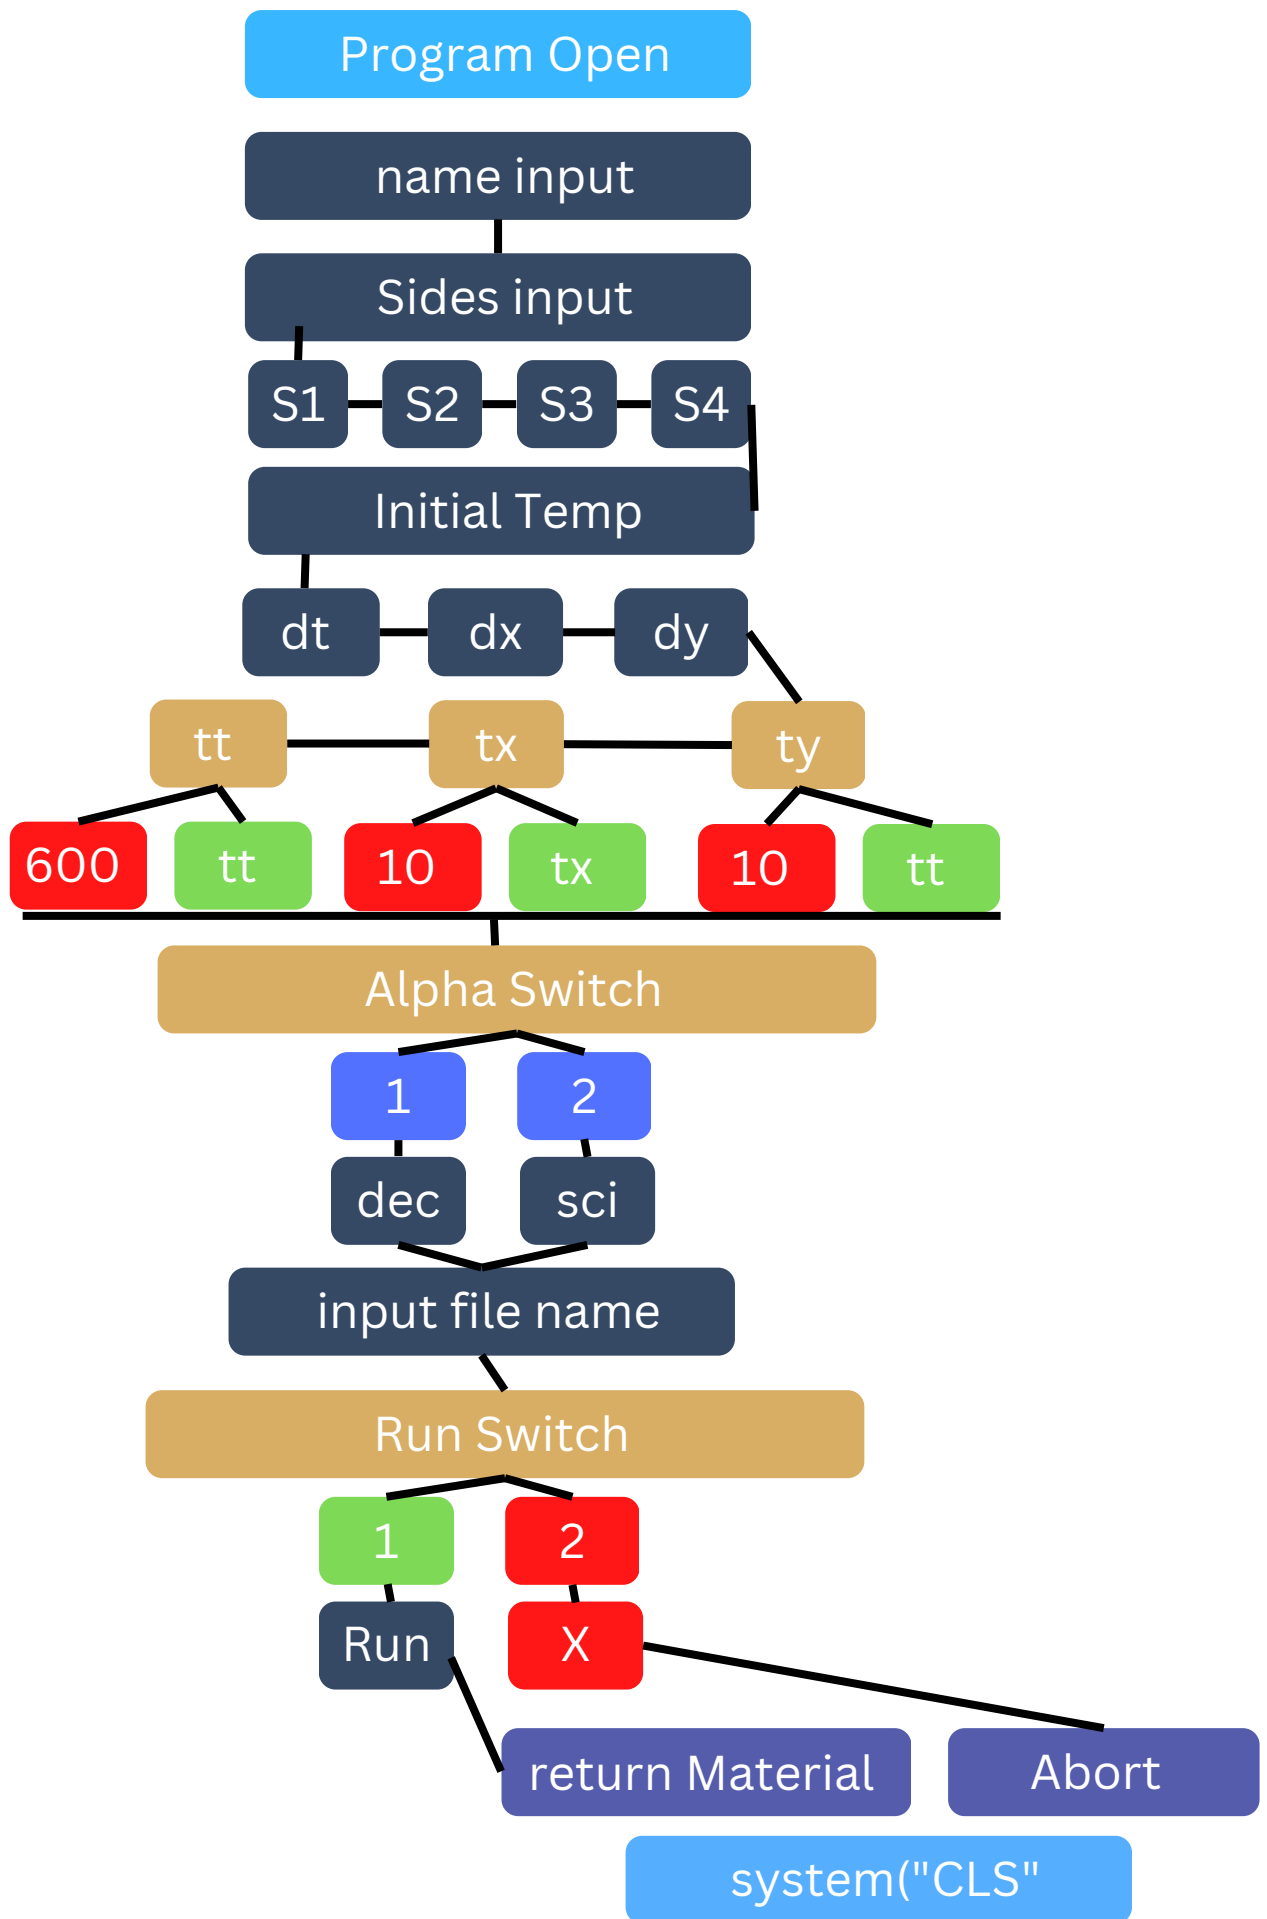 Program Open
name input
Sides input
S1 S2 S3 S4
Initial Temp
dt dx dy
tt tx ty
600 tt 10 tx 10 tt
Alpha Switch
1 2
dec sci
input file name
Run Switch
1 2
Run X
return Material Abort
system("CLS"